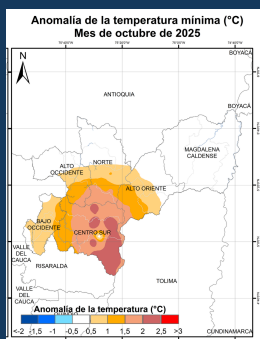 Anomalía de la temperatura mínima (°C)
Mes de octubre de 2025
N
BOYACÁ
ANTIOQUIA
BOYACÁ
MAGDALENA
CALDENSE
NORTE
ALTO
OCCIDENTE
ALTO ORIENTE
BAJO
OCCIDENTE
CENTRO SUR
VALLE
DEL
CAUCA
RISARALDA
TOLIMA
VALLE
DEL
CAUCA
Anomalía de la temperatura (°C)
<-2 -1,5 -1 -0,5 0,5 1 1,5 2 2,5 >3
CUNDINAMARCA